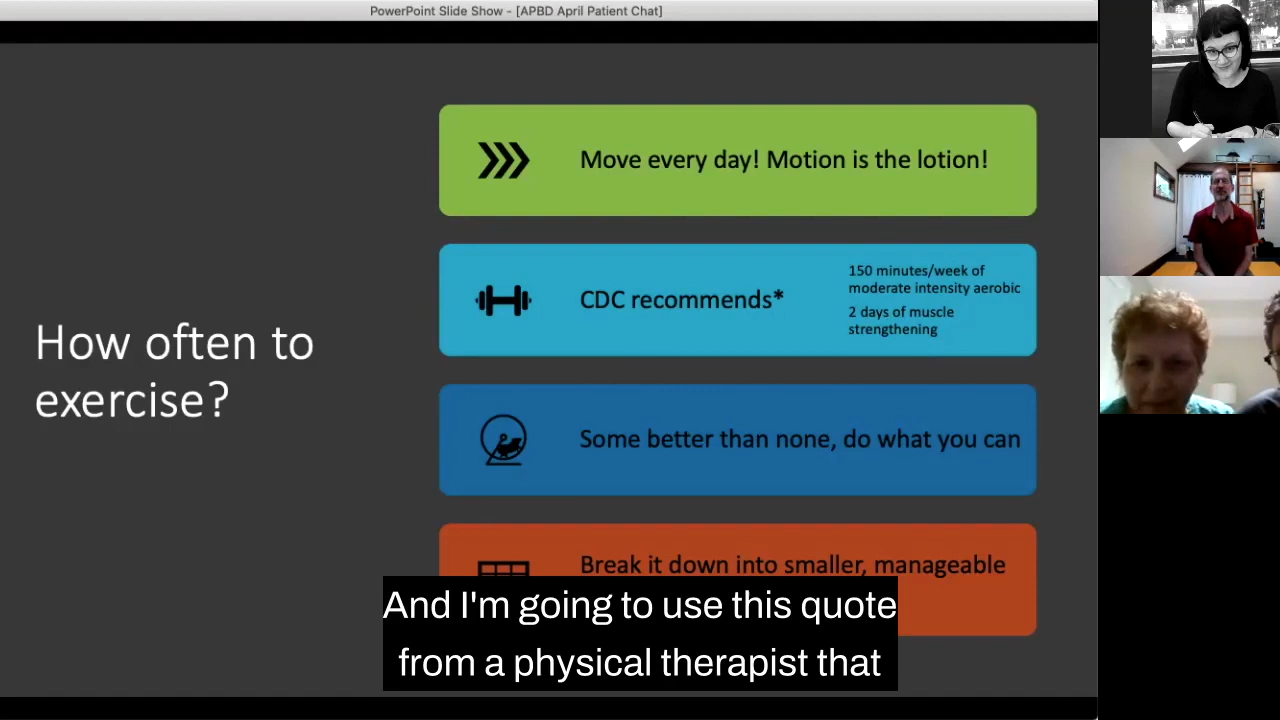 PowerPoint Slide Show - [APBD April Patient Chat]
How often to
exercise?
Move every day! Motion is the lotion!
CDC recommends*
150 minutes/week of
moderate intensity aerobic
2 days of muscle
strengthening
Some better than none, do what you can
Break it down into smaller, manageable
And I'm going to use this quote
from a physical therapist that